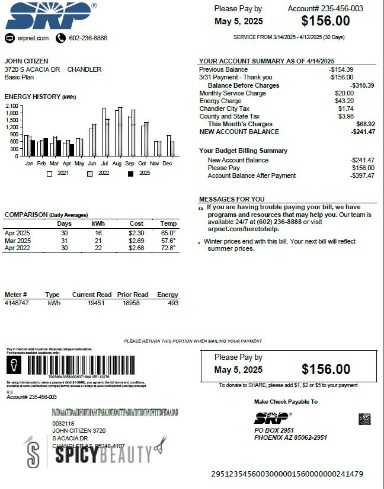 SRP
srpnet.com 602-236-8888
Please Pay by Account# 235-456-003
May 5, 2025 $156.00
SERVICE FROM 3/14/2025 - 4/12/2025 (30 Days)
JOHN CITIZEN
3720 S ACACIA DR CHANDLER
Basic Plan
ENERGY HISTORY (kWh)
2,100
1,800
1,500
1,200
900
600
300
0
Jan Feb Mar Apr May Jun Jul Aug Sep Oct Nov Dec
2021 2022 2025
YOUR ACCOUNT SUMMARY AS OF 4/14/2025
Previous Balance -$154.39
3/31 Payment - Thank you -$156.00
Balance Before Charges -$310.39
Monthly Service Charge $20.00
Energy Charge $43.20
Chandler City Tax $1.74
County and State Tax $3.98
This Month's Charges $68.92
NEW ACCOUNT BALANCE -$241.47
Your Budget Billing Summary
New Account Balance -$241.47
Please Pay $156.00
Account Balance After Payment -$397.47
COMPARISON (Daily Averages)
Days kWh Cost Temp
Apr 2025 30 16 $2.30 65.0°
Mar 2025 31 21 $2.69 57.6°
Apr 2022 30 22 $2.68 72.8°
MESSAGES FOR YOU
If you are having trouble paying your bill, we have
programs and resources that may help you. Our team is
available 24/7 at (602) 236-8888 or visit
srpnet.com/heretohelp.
Winter prices end with this bill. Your next bill will reflect
summer prices.
Meter # Type Current Read Prior Read Energy
4148747 kWh 19451 18958 493
PLEASE RETURN THIS PORTION WHEN MAILING YOUR PAYMENT
Please Pay by
May 5, 2025 $156.00
To donate to SHARE, please add $1, $2 or $5 to your payment
Account# 235-456-003
Make Check Payable To
SRP
PO BOX 2951
PHOENIX AZ 85062-2951
0032118
JOHN CITIZEN 3720
S ACACIA DR
SPICYBEAUTY
2951235456003000001560000000241479